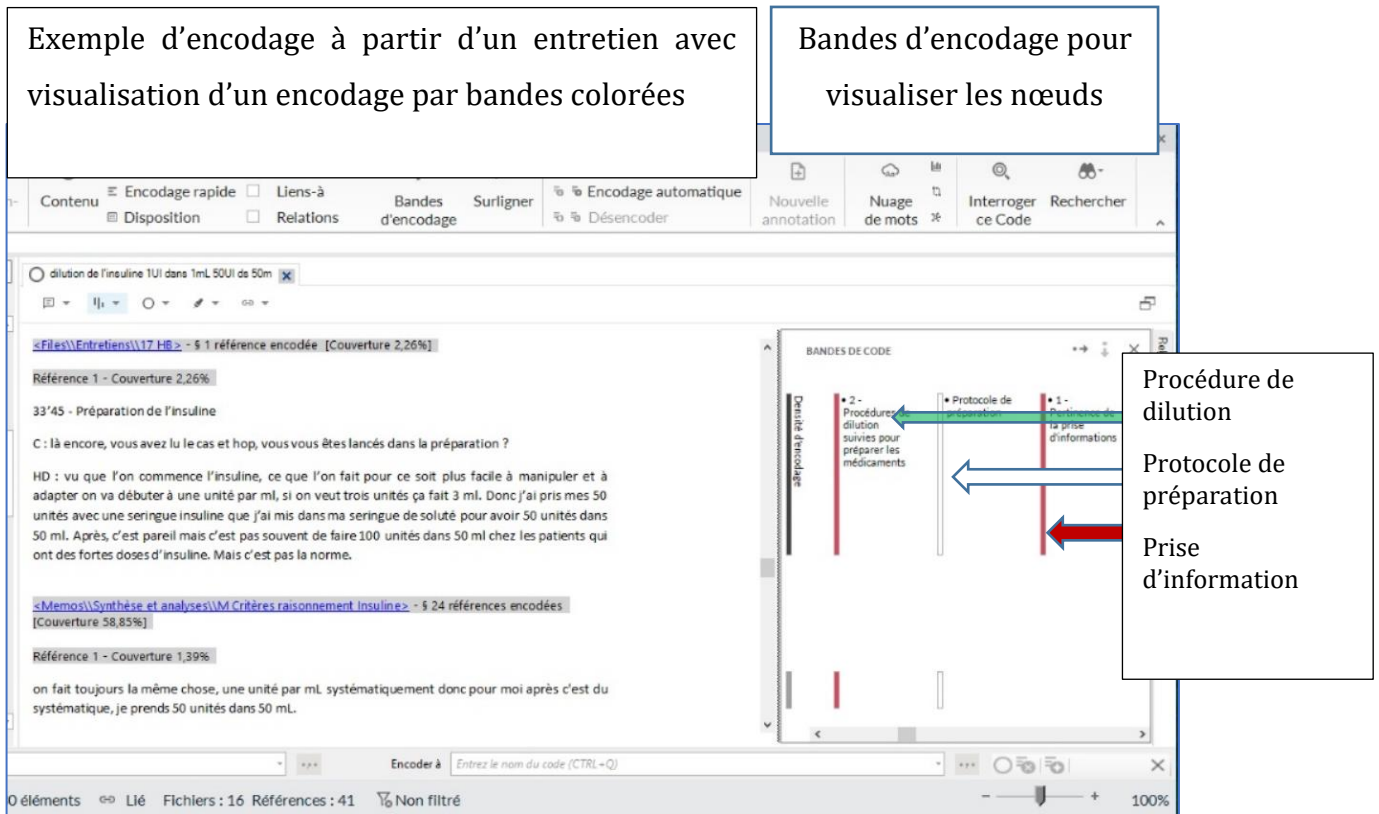 Exemple d'encodage à partir d'un entretien avec
visualisation d'un encodage par bandes colorées
Bandes d'encodage pour
visualiser les nœuds
Contenu
Encodage rapide
Disposition
Liens-à
Relations
Bandes
d'encodage
Surligner
Encodage automatique
Désencoder
Nouvelle
annotation
Nuage
de mots
Interroger
ce Code
Rechercher
dilution de l'insuline 1UI dans 1mL 50UI ds 50m
<Files\\Entretiens\\17 HB> - § 1 référence encodée [Couverture 2,26%]
Référence 1 - Couverture 2,26%
33'45 - Préparation de l'insuline
C : là encore, vous avez lu le cas et hop, vous vous êtes lancés dans la préparation ?
HD : vu que l'on commence l'insuline, ce que l'on fait pour ce soit plus facile à manipuler et à
adapter on va débuter à une unité par ml, si on veut trois unités ça fait 3 ml. Donc j'ai pris mes 50
unités avec une seringue insuline que j'ai mis dans ma seringue de soluté pour avoir 50 unités dans
50 ml. Après, c'est pareil mais c'est pas souvent de faire 100 unités dans 50 ml chez les patients qui
ont des fortes doses d'insuline. Mais c'est pas la norme.
<Memos\\Synthèse et analyses\\M Critères raisonnement Insuline> - § 24 références encodées
[Couverture 58,85%]
Référence 1 - Couverture 1,39%
on fait toujours la même chose, une unité par mL systématiquement donc pour moi après c'est du
systématique, je prends 50 unités dans 50 mL.
BANDES DE CODE
Densité d'encodage
• 2 -
Procédures de
dilution
suivies pour
préparer les
médicaments
• Protocole de
préparation
• 1 -
Pertinence de
la prise
d'informations
Procédure de
dilution
Protocole de
préparation
Prise
d'information
Encoder à
Entrez le nom du code (CTRL+Q)
0 éléments
Lié
Fichiers : 16 Références : 41
Non filtré
- +
100%